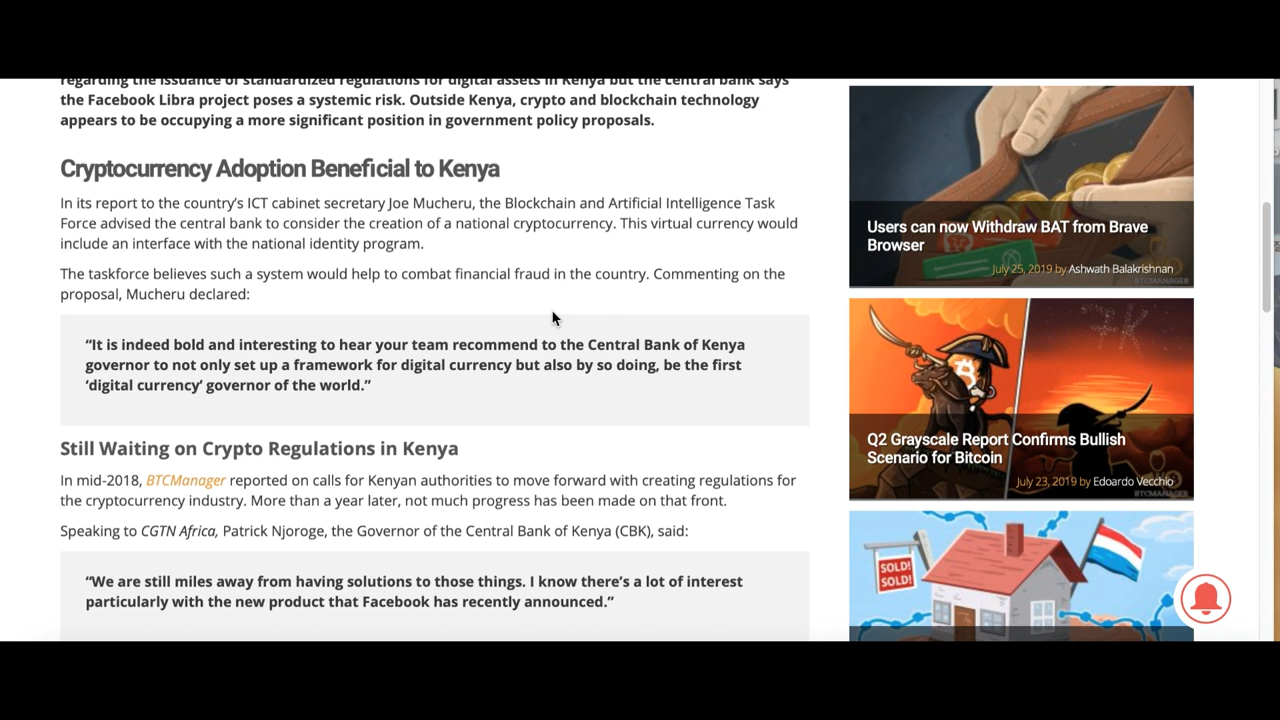 regarding the issuance of standardized regulations for digital assets in Kenya but the central bank says
the Facebook Libra project poses a systemic risk. Outside Kenya, crypto and blockchain technology
appears to be occupying a more significant position in government policy proposals.
Cryptocurrency Adoption Beneficial to Kenya
In its report to the country’s ICT cabinet secretary Joe Mucheru, the Blockchain and Artificial Intelligence Task
Force advised the central bank to consider the creation of a national cryptocurrency. This virtual currency would
include an interface with the national identity program.
The taskforce believes such a system would help to combat financial fraud in the country. Commenting on the
proposal, Mucheru declared:
“It is indeed bold and interesting to hear your team recommend to the Central Bank of Kenya
governor to not only set up a framework for digital currency but also by so doing, be the first
‘digital currency’ governor of the world.”
Still Waiting on Crypto Regulations in Kenya
In mid-2018, BTCManager reported on calls for Kenyan authorities to move forward with creating regulations for
the cryptocurrency industry. More than a year later, not much progress has been made on that front.
Speaking to CGTN Africa, Patrick Njoroge, the Governor of the Central Bank of Kenya (CBK), said:
“We are still miles away from having solutions to those things. I know there’s a lot of interest
particularly with the new product that Facebook has recently announced.”
Users can now Withdraw BAT from Brave
Browser
July 25, 2019 by Ashwath Balakrishnan
BTCMANAGER
Q2 Grayscale Report Confirms Bullish
Scenario for Bitcoin
July 23, 2019 by Edoardo Vecchio
BTCMANAGER
SOLD!
SOLD!